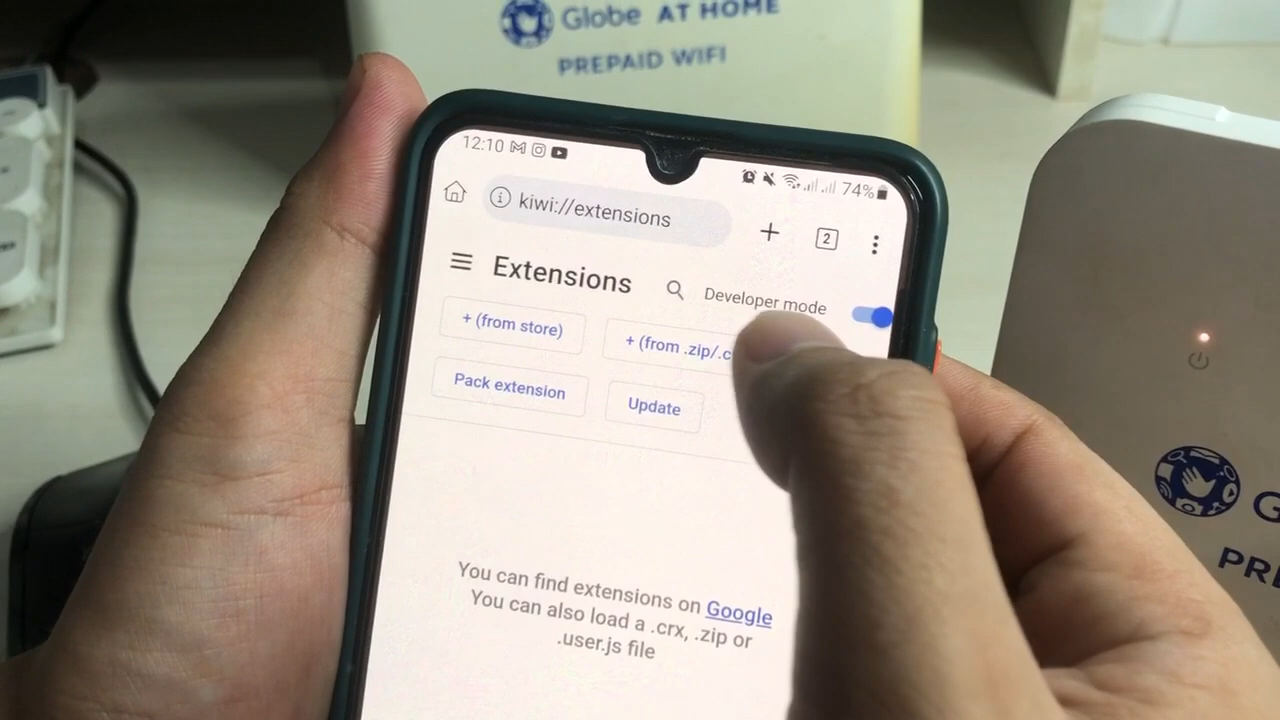 Globe AT HOME
PREPAID WIFI
12:10
74%
kiwi://extensions
2
Extensions
Developer mode
+ (from store)
+ (from .zip/.c
Pack extension
Update
You can find extensions on Google
You can also load a .crx, .zip or
.user.js file
G
PRE